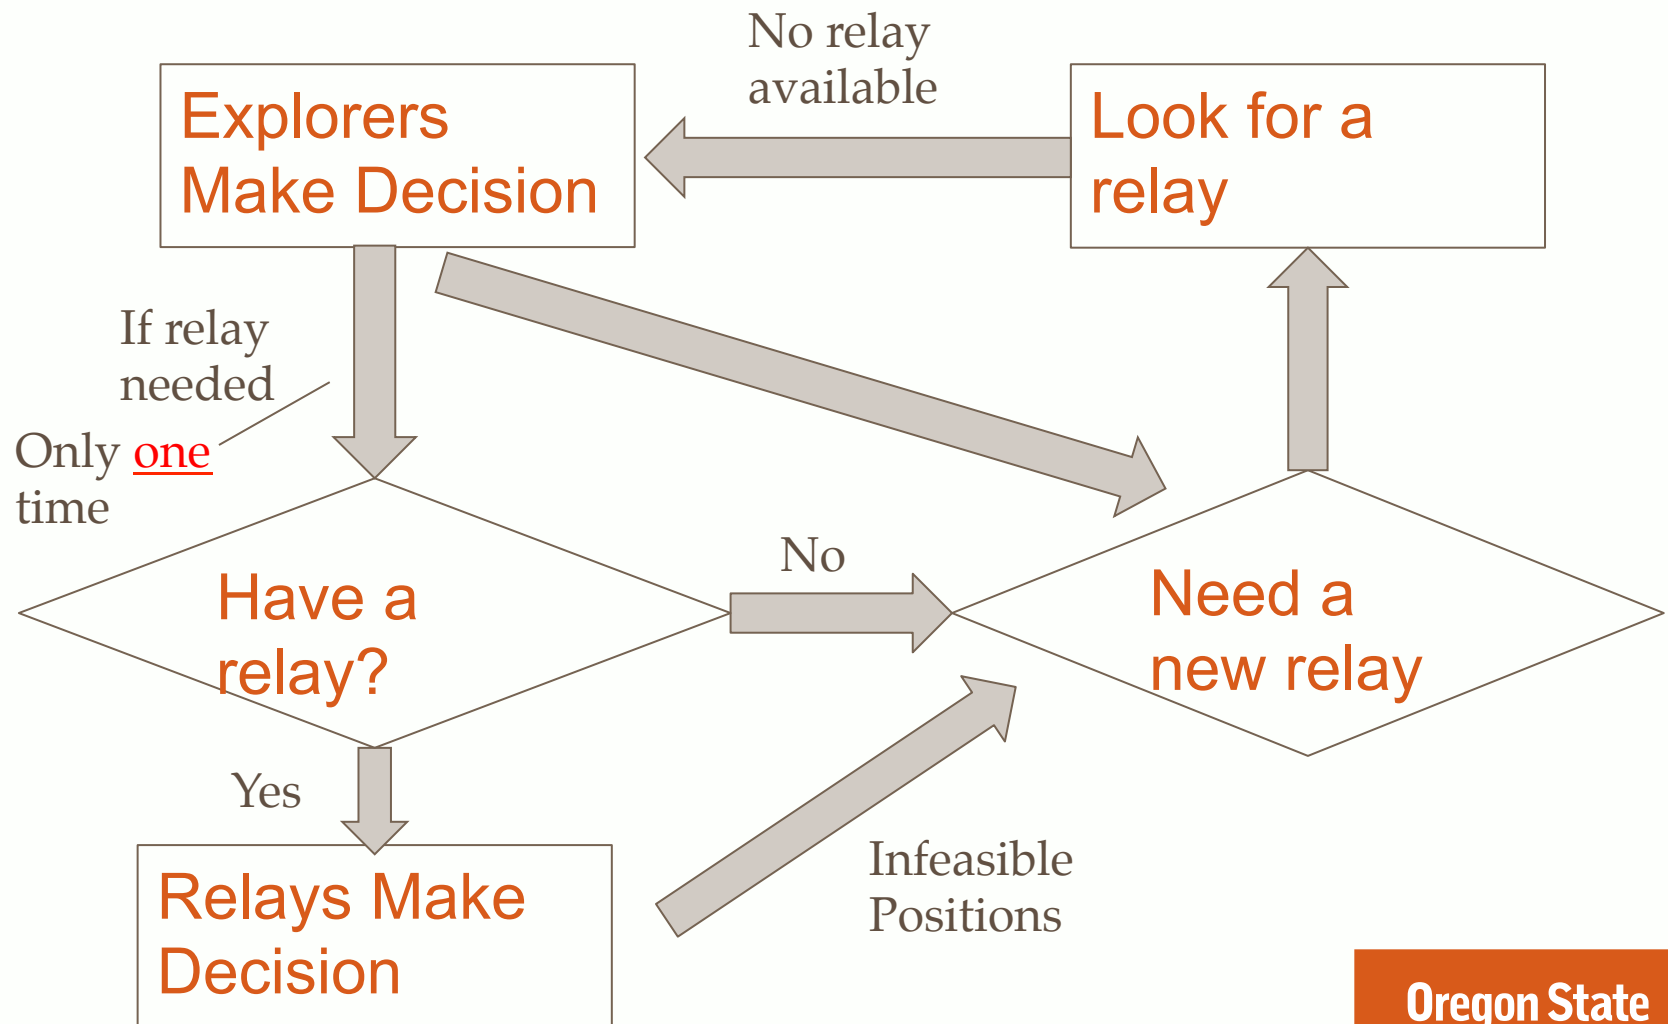 No relay
available
Explorers
Make Decision
Look for a
relay
If relay
needed
Only one
time
No
Have a
relay?
Need a
new relay
Yes
Infeasible
Positions
Relays Make
Decision
Oregon State